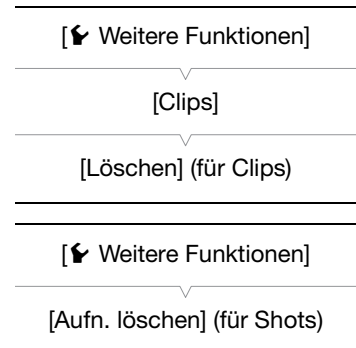 [ Weitere Funktionen]
[Clips]
[Löschen] (für Clips)
[ Weitere Funktionen]
[Aufn. löschen] (für Shots)